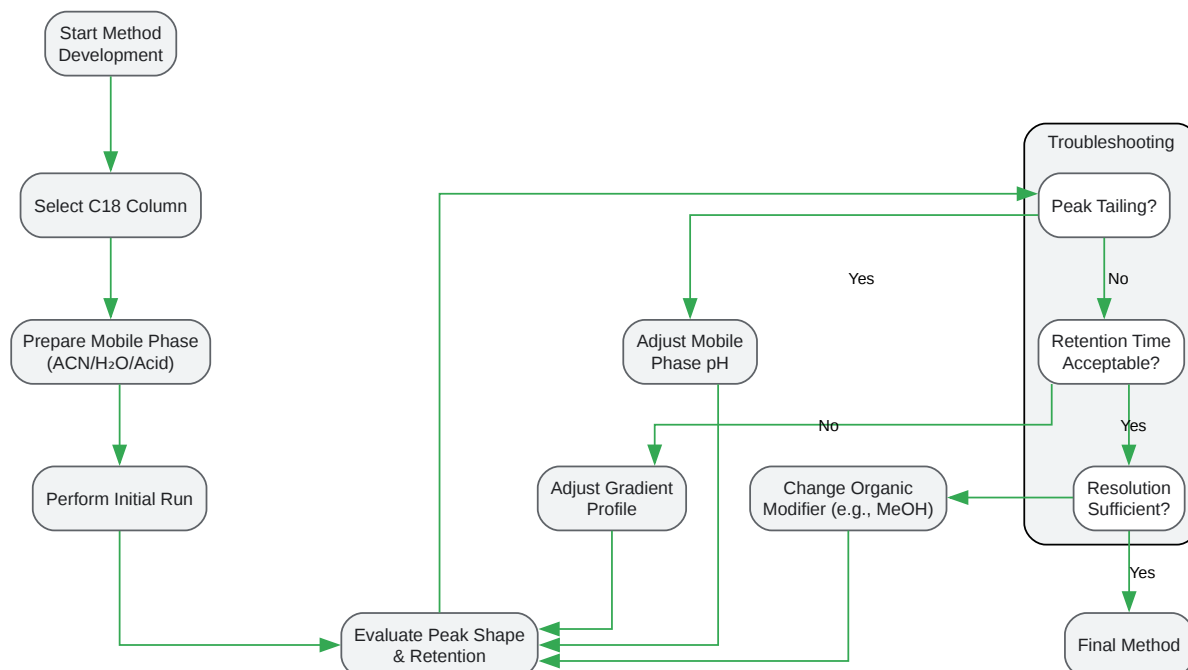 Start Method
Development
Troubleshooting
Select C18 Column
Peak Tailing?
Yes
No
Prepare Mobile Phase
(ACN/H₂O/Acid)
Adjust Mobile
Phase pH
Retention Time
Acceptable?
No
Yes
Perform Initial Run
Adjust Gradient
Profile
Change Organic
Modifier (e.g., MeOH)
Resolution
Sufficient?
Yes
Evaluate Peak Shape
& Retention
Final Method